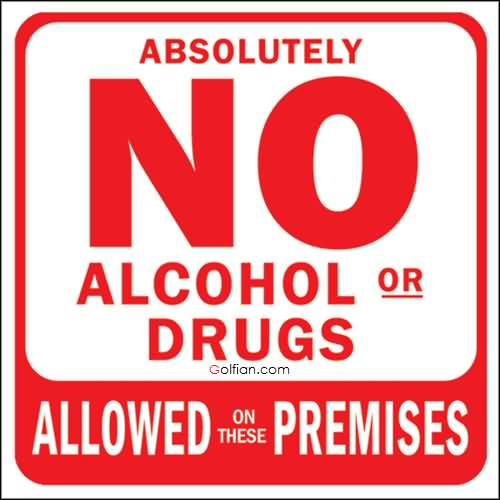 ABSOLUTELY
NO
ALCOHOL OR
DRUGS
Golfian.com
ALLOWED ON THESE PREMISES